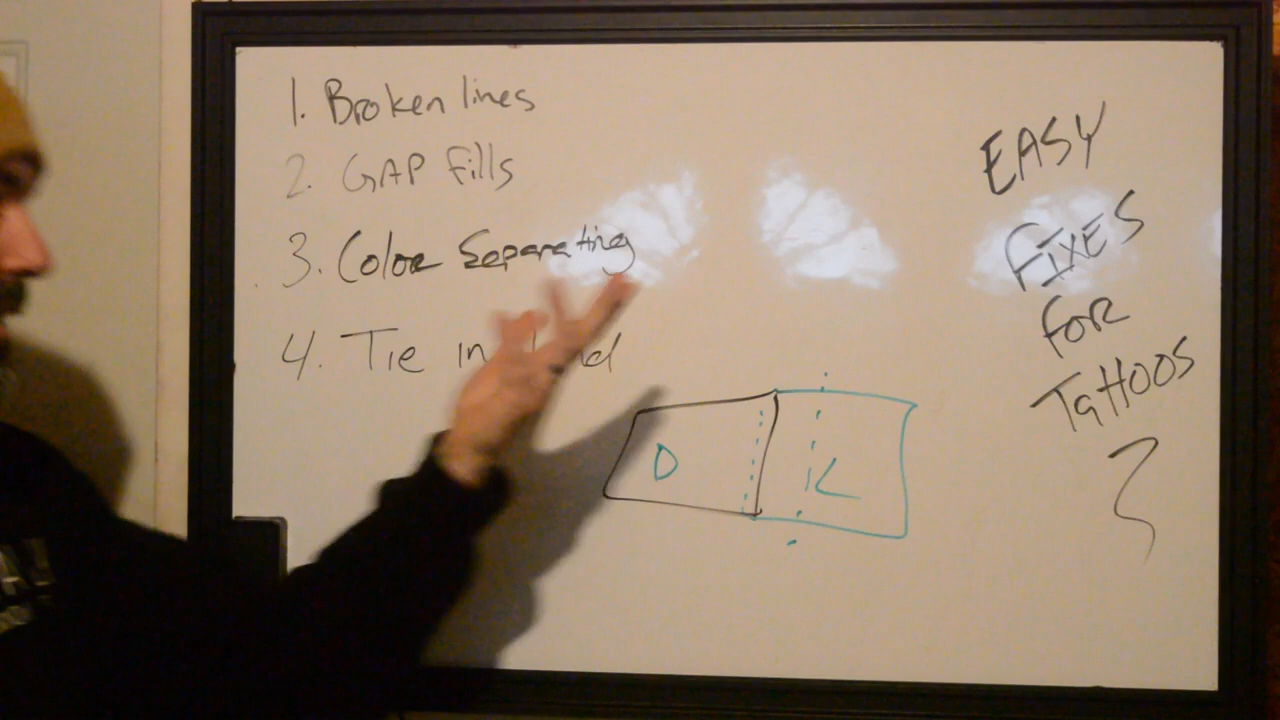 1. Broken lines
2. GAP fills
3. Color Separating
4. Tie in
D
L
EASY
FIXES
FOR
TATTOOS